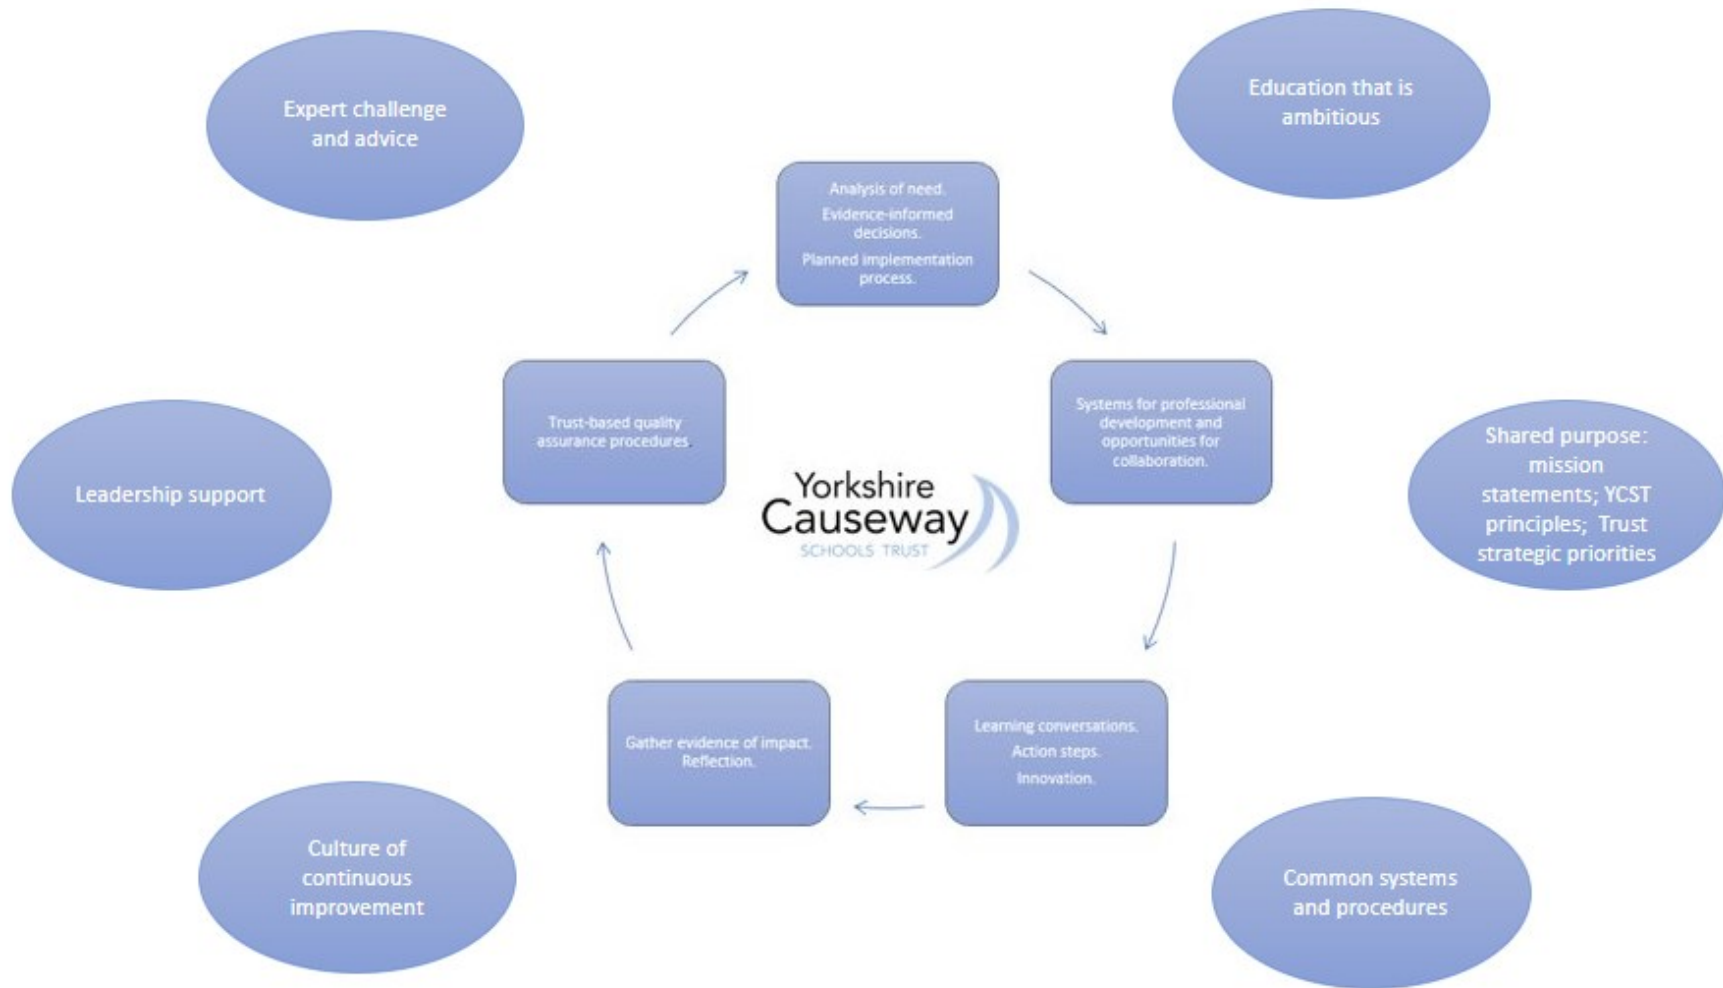 Expert challenge
and advice
Education that is
ambitious
Analysis of need.
Evidence-informed
decisions.
Planned implementation
process.
Trust-based quality
assurance procedures.
Systems for professional
development and
opportunities for
collaboration.
Leadership support
Shared purpose:
mission
statements; YCST
principles; Trust
strategic priorities
Yorkshire
Causeway
SCHOOLS TRUST
Gather evidence of impact.
Reflection.
Learning conversations.
Action steps.
Innovation.
Culture of
continuous
improvement
Common systems
and procedures